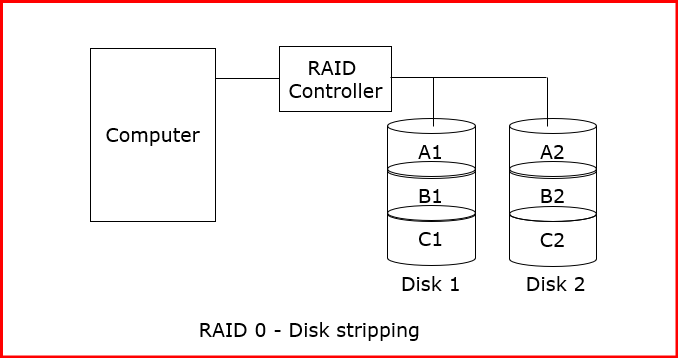 RAID
Controller
Computer
A1
A2
B1
B2
C1
C2
Disk 1
Disk 2
RAID 0 - Disk stripping